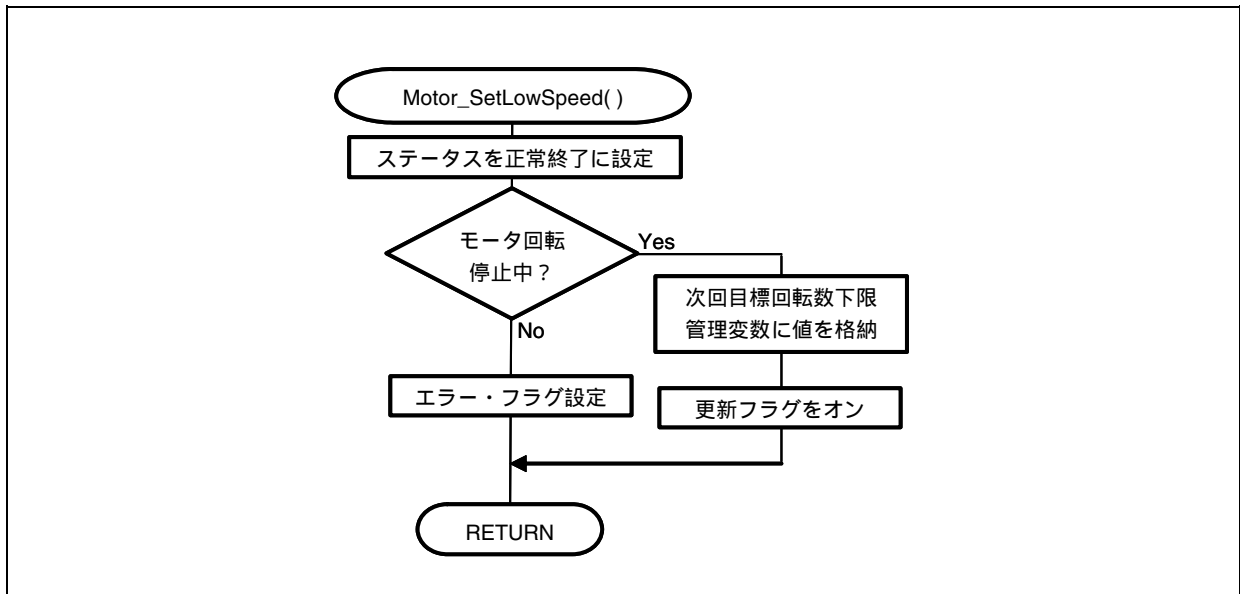 Motor_SetLowSpeed( )
ステータスを正常終了に設定
モータ回転
停止中？
Yes
次回目標回転数下限
管理変数に値を格納
No
エラー・フラグ設定
更新フラグをオン
RETURN